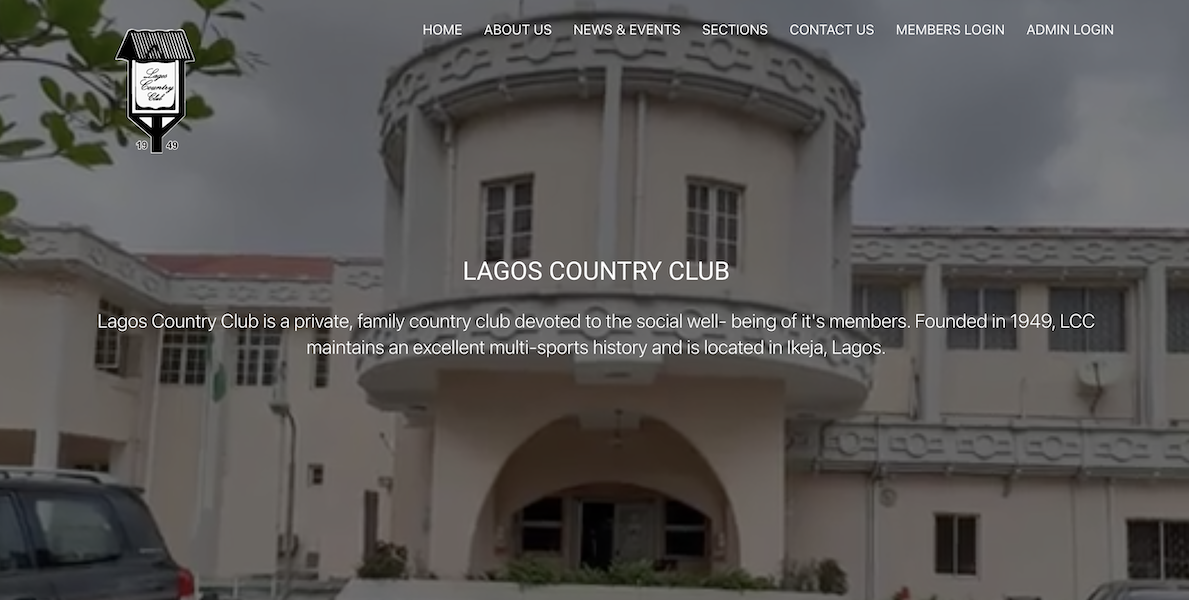 HOME ABOUT US NEWS & EVENTS SECTIONS CONTACT US MEMBERS LOGIN ADMIN LOGIN
Lagos
Country
Club
19 49
LAGOS COUNTRY CLUB
Lagos Country Club is a private, family country club devoted to the social well- being of it's members. Founded in 1949, LCC
maintains an excellent multi-sports history and is located in Ikeja, Lagos.